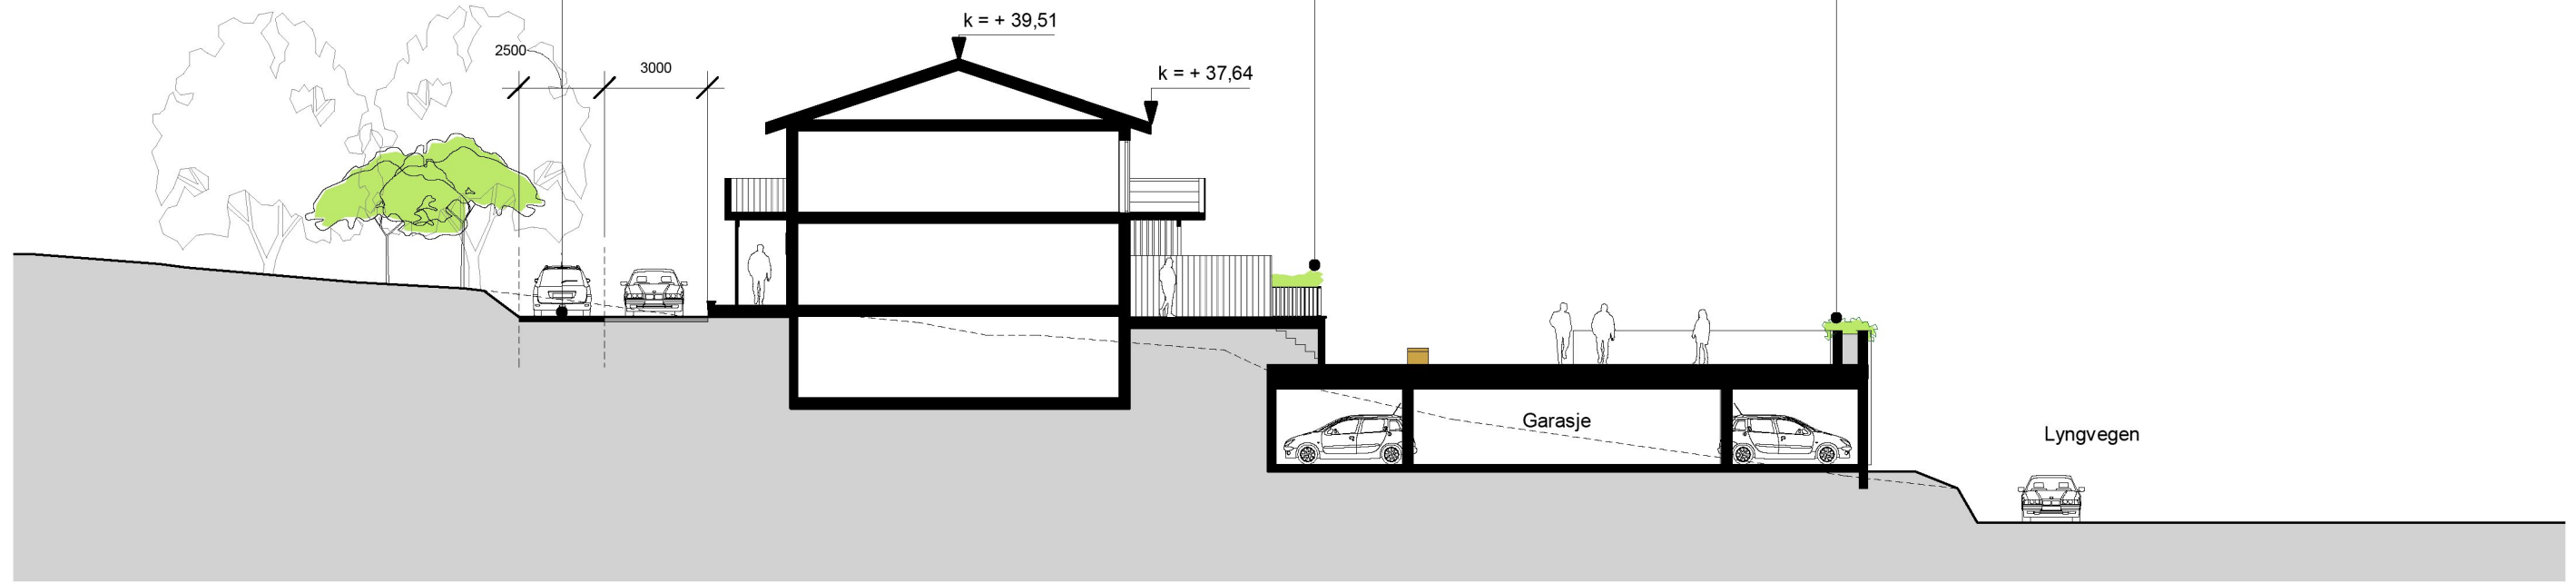 k = + 39,51
2500
3000
k = + 37,64
Garasje
Lyngvegen